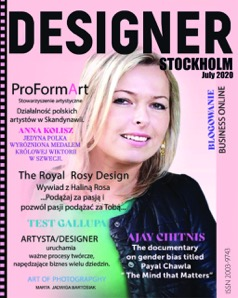 DESIGNER
STOCKHOLM
July 2020
ProFormArt
Stowarzyszenie artystyczne
Działalność polskich
artystów w Skandynawii.
ANNA KOLISZ
JEDYNA POLKA
WYRÓŻNIONA MEDALEM
KRÓLOWEJ WIKTORII
W SZWECJI.
BLOGOWANIE
BUSINESS ONLINE
The Royal Rosy Design
Wywiad z Haliną Rosa
...Podążaj za pasją i
pozwól pasji podążać za Tobą...
TEST GALLUPA
ARTYSTA/DESIGNER
uruchamia
ważne procesy twórcze,
napędzające biznes wielu dziedzin.
AJAY CHITNIS
The documentary
on gender bias titled
Payal Chawla
"The Mind that Matters"
ART OF PHOTOGRAPHY
MARTA JADWIGA BARTOSIAK
ISSN 2003-9743